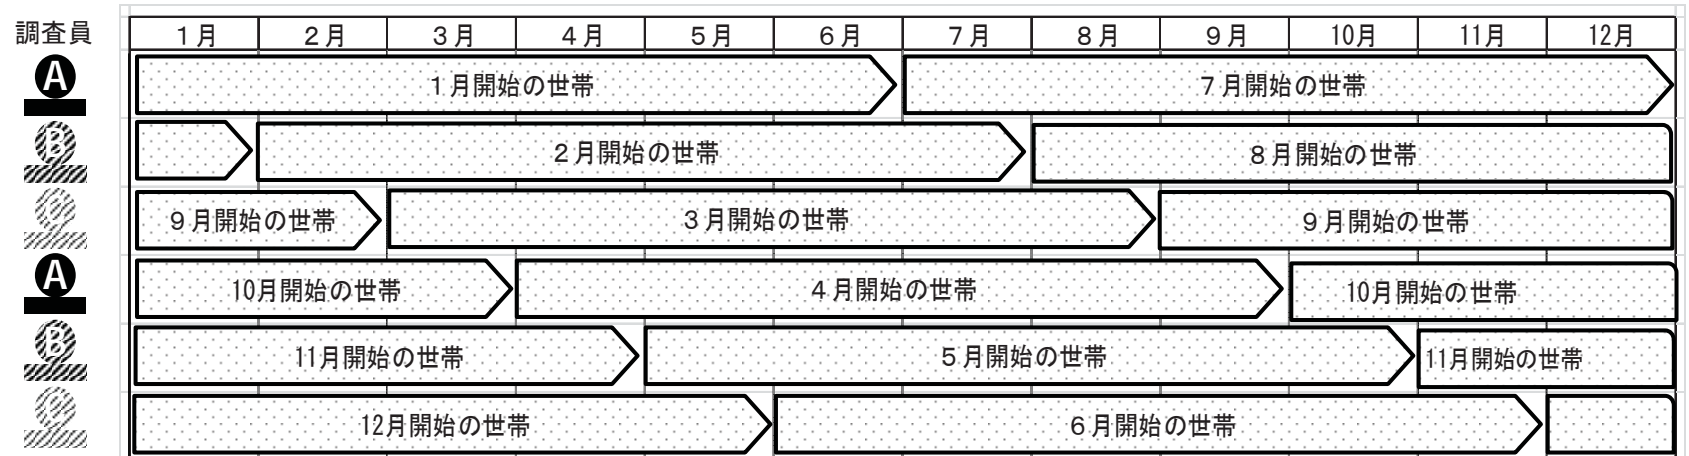 調査員 1月 2月 3月 4月 5月 6月 7月 8月 9月 10月 11月 12月
A 1月開始の世帯 7月開始の世帯
B 2月開始の世帯 8月開始の世帯
C 9月開始の世帯 3月開始の世帯 9月開始の世帯
A 10月開始の世帯 4月開始の世帯 10月開始の世帯
B 11月開始の世帯 5月開始の世帯 11月開始の世帯
C 12月開始の世帯 6月開始の世帯